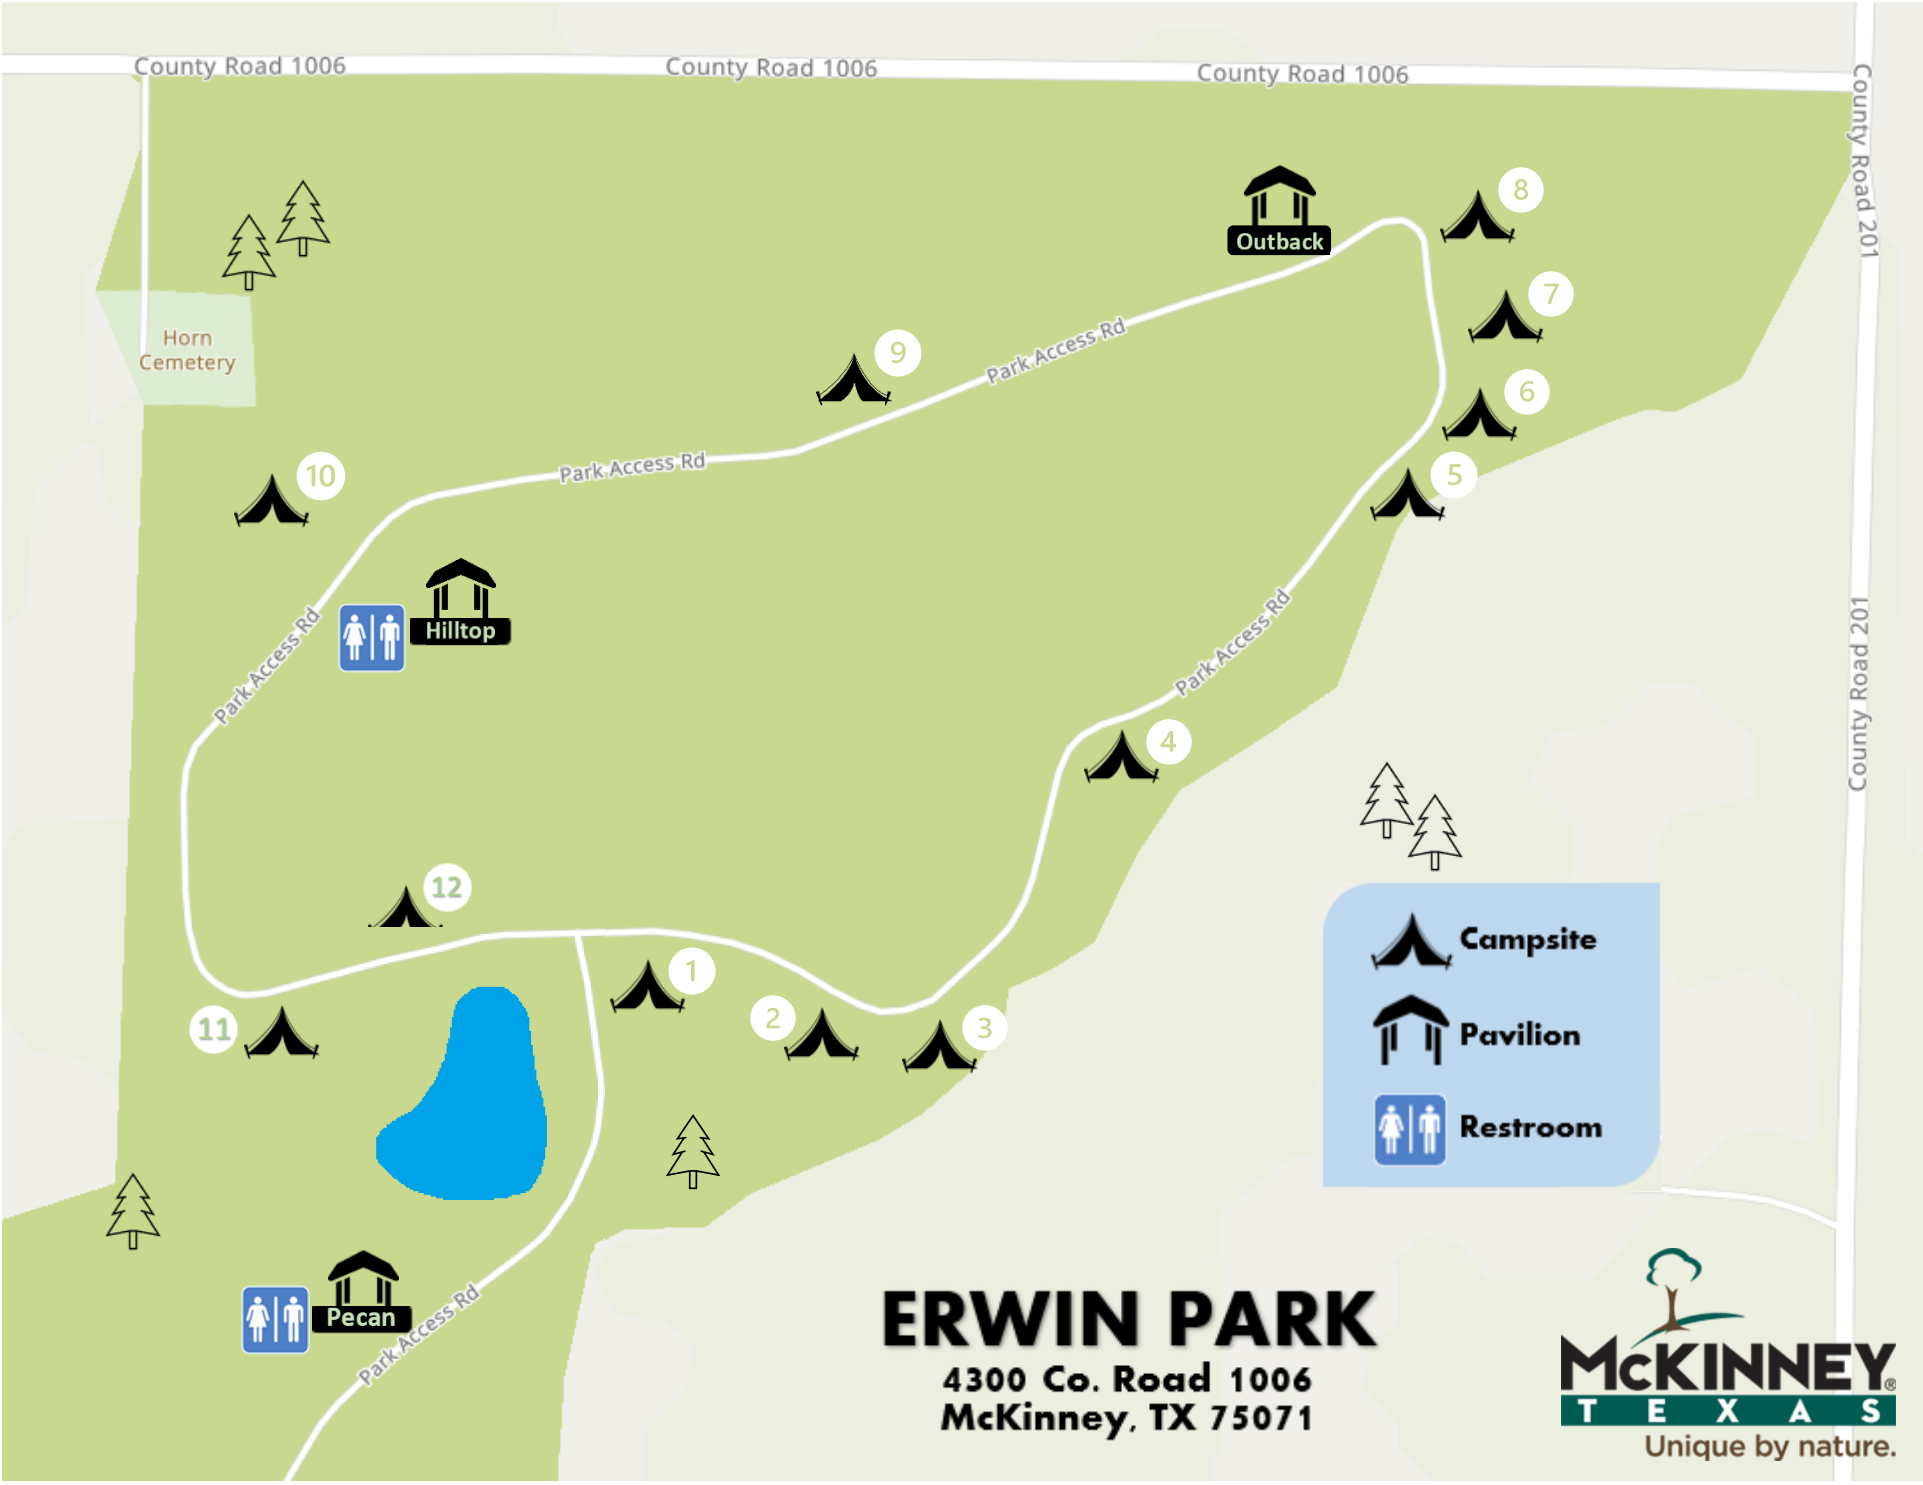 County Road 1006
County Road 1006
County Road 1006
County Road 201
8
Outback
7
Park Access Rd
Horn
Cemetery
9
6
Park Access Rd
10
5
Hilltop
Park Access Rd
Park Access Rd
County Road 201
4
12
Campsite
1
2
3
11
Pavilion
Restroom
Pecan
Park Access Rd
ERWIN PARK
4300 Co. Road 1006
McKinney, TX 75071
McKINNEY®
TEXAS
Unique by nature.